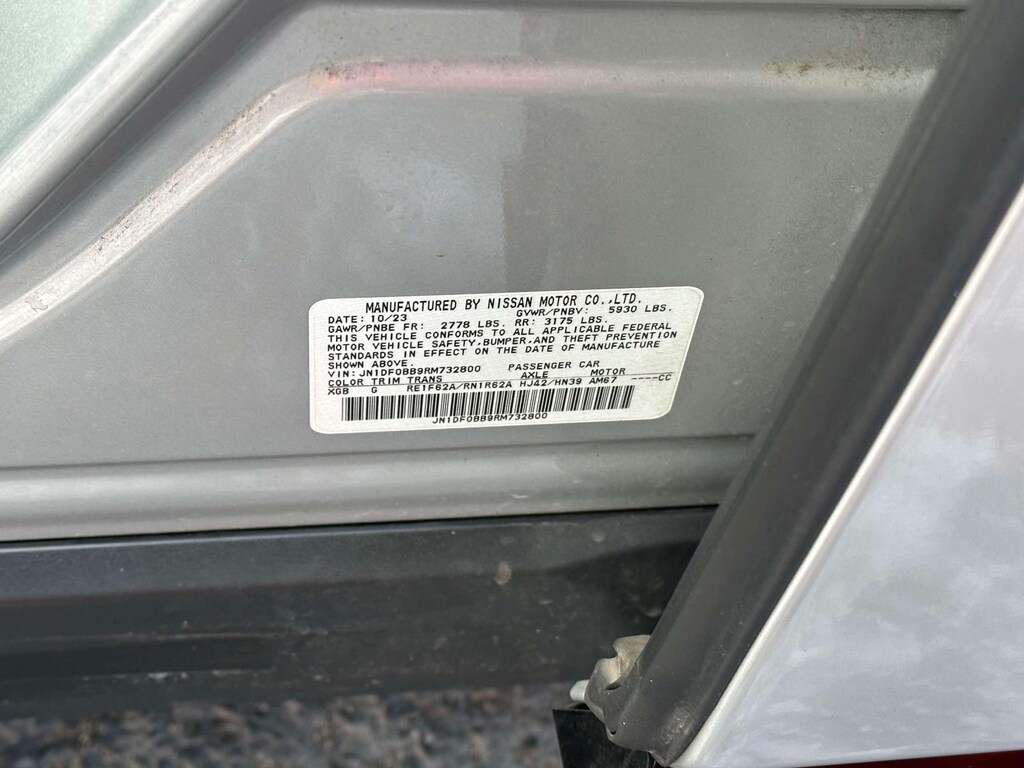 MANUFACTURED BY NISSAN MOTOR CO.,LTD.
DATE: 10/23 GVWR/PNBV: 5930 LBS.
GAWR/PNBE FR: 2778 LBS. RR: 3175 LBS.
THIS VEHICLE CONFORMS TO ALL APPLICABLE FEDERAL
MOTOR VEHICLE SAFETY,BUMPER,AND THEFT PREVENTION
STANDARDS IN EFFECT ON THE DATE OF MANUFACTURE
SHOWN ABOVE.
VIN: JN1DF0BB9RM732800 PASSENGER CAR
COLOR TRIM TRANS AXLE MOTOR
XGB G RE1F62A/RN1R62A HJ42/HN39 AM67 ----CC
JN1DF0BB9RM732800